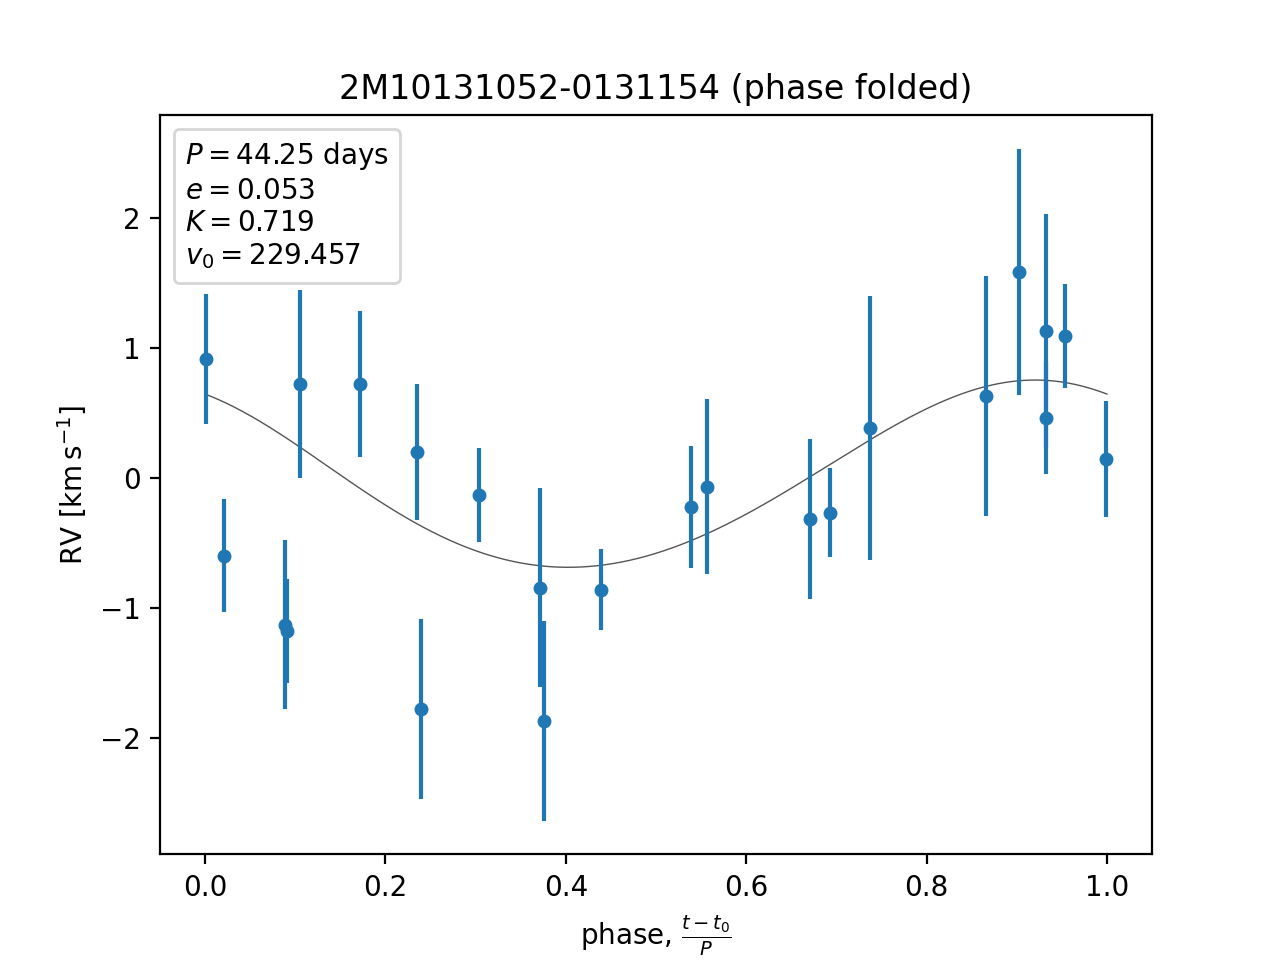 2M10131052-0131154 (phase folded)
P = 44.25 days
e = 0.053
K = 0.719
v₀ = 229.457
RV [km s⁻¹]
2
1
0
−1
−2
0.0 0.2 0.4 0.6 0.8 1.0
phase, (t − t₀)/P